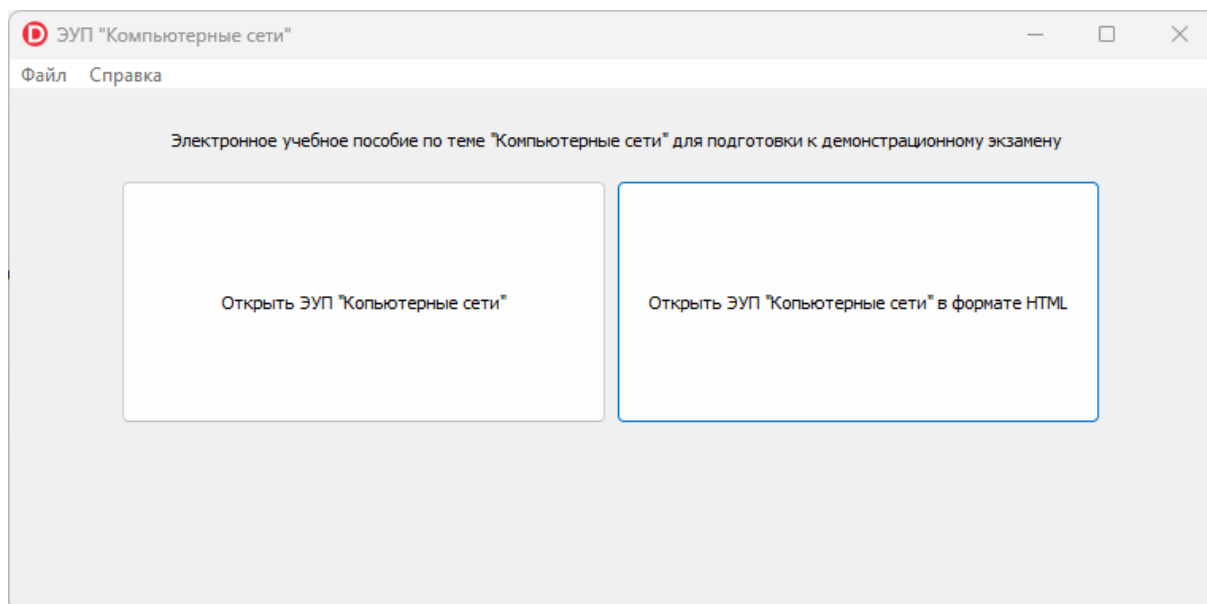 ЭУП "Компьютерные сети"
Файл Справка
Электронное учебное пособие по теме "Компьютерные сети" для подготовки к демонстрационному экзамену
Открыть ЭУП "Копьютерные сети"
Открыть ЭУП "Копьютерные сети" в формате HTML